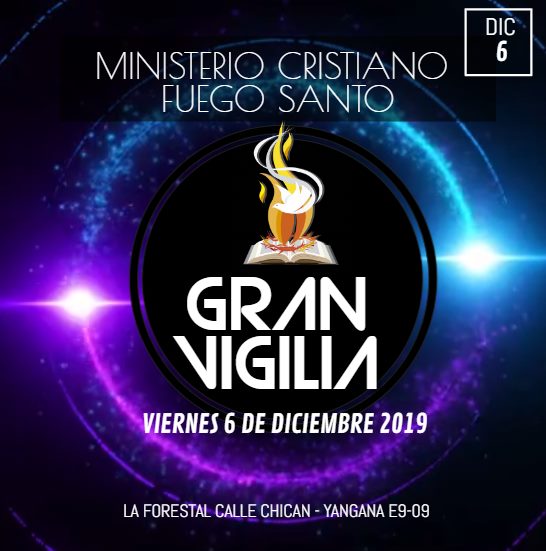 DIC
6
MINISTERIO CRISTIANO
FUEGO SANTO
GRAN
VIGILIA
VIERNES 6 DE DICIEMBRE 2019
LA FORESTAL CALLE CHICAN - YANGANA E9-09